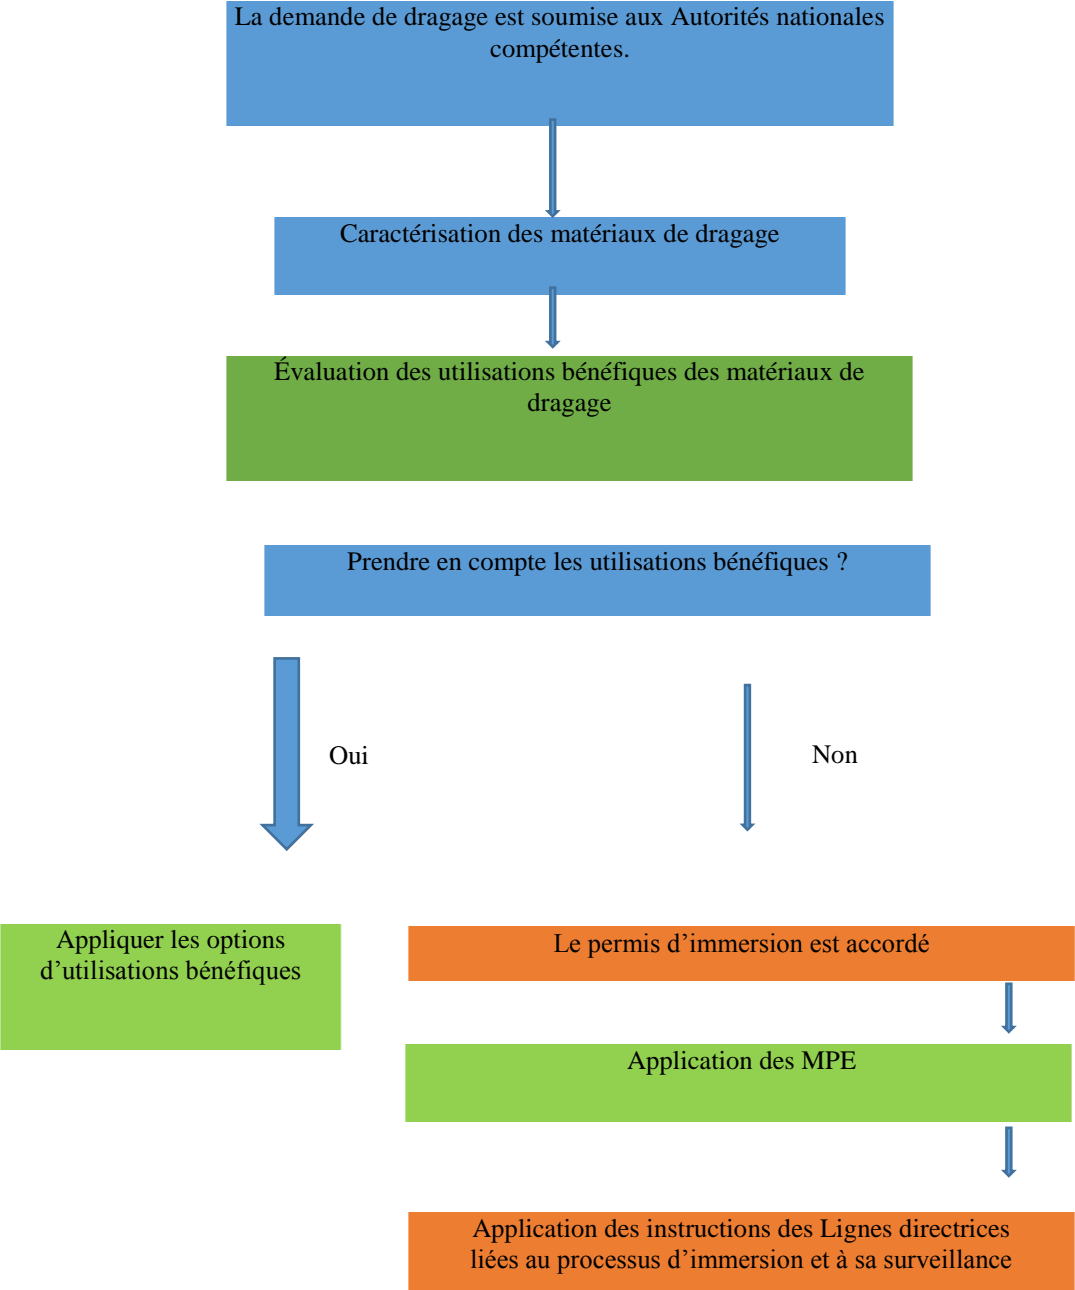 La demande de dragage est soumise aux Autorités nationales
compétentes.
Caractérisation des matériaux de dragage
Évaluation des utilisations bénéfiques des matériaux de
dragage
Prendre en compte les utilisations bénéfiques ?
Oui
Non
Appliquer les options
d’utilisations bénéfiques
Le permis d’immersion est accordé
Application des MPE
Application des instructions des Lignes directrices
liées au processus d’immersion et à sa surveillance